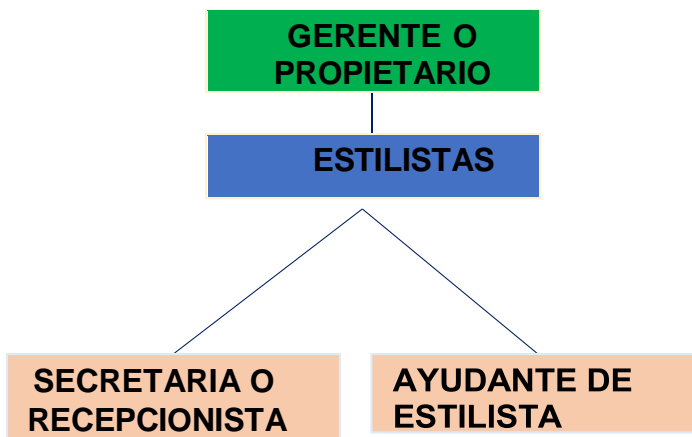 GERENTE O
PROPIETARIO
ESTILISTAS
SECRETARIA O
RECEPCIONISTA
AYUDANTE DE
ESTILISTA